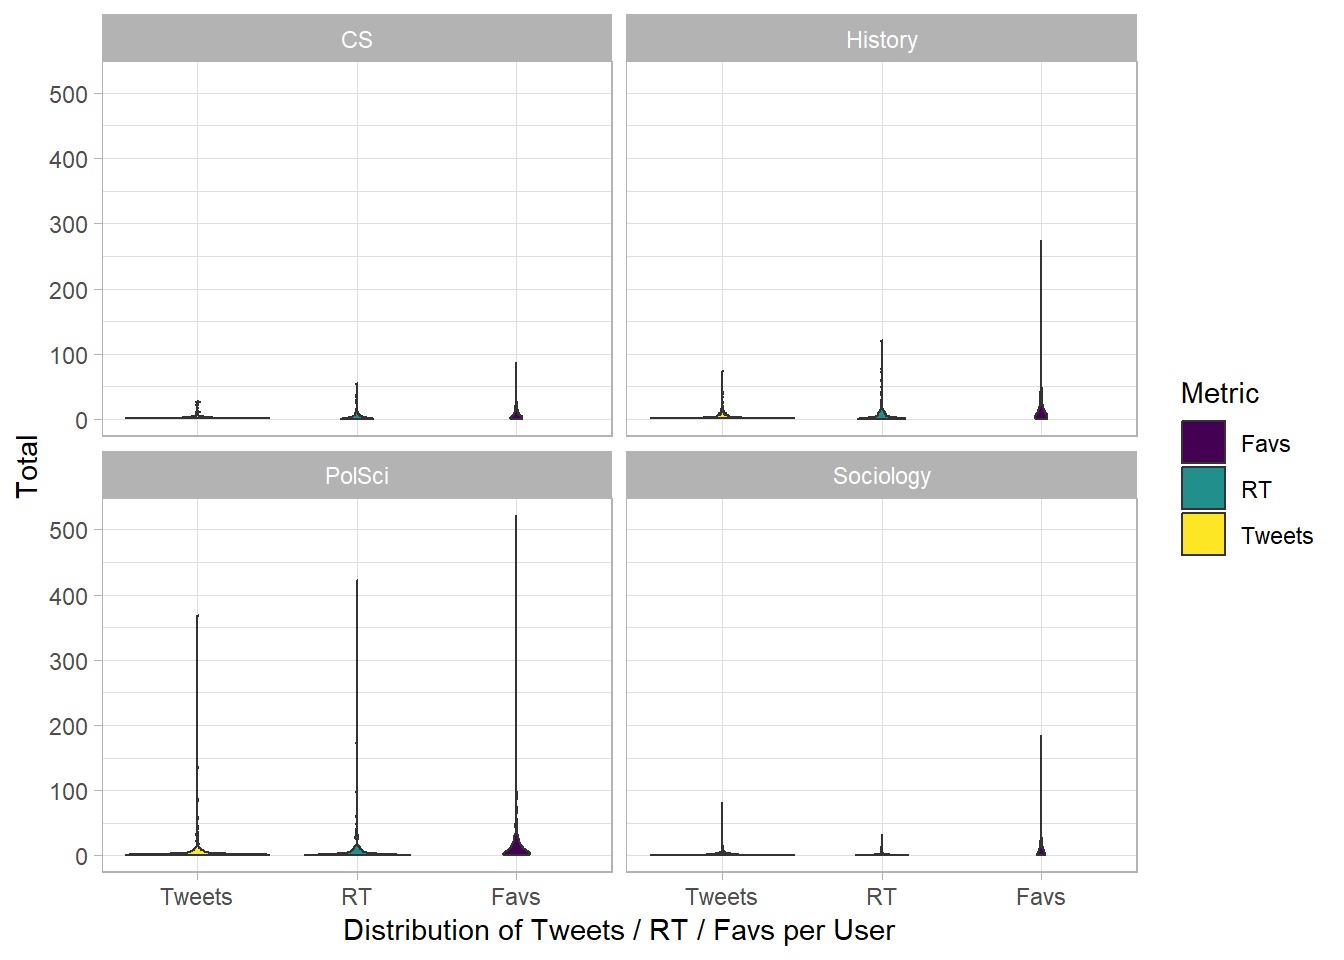 CS
History
500
400
300
200
100
0
Total
PolSci
Sociology
500
400
300
200
100
0
Tweets
RT
Favs
Tweets
RT
Favs
Distribution of Tweets / RT / Favs per User
Metric
Favs
RT
Tweets